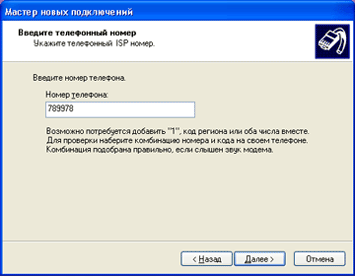 Мастер новых подключений
Введите телефонный номер
Укажите телефонный ISP номер.
Введите номер телефона.
Номер телефона:
789978
Возможно потребуется добавить "1", код региона или оба числа вместе.
Для проверки наберите комбинацию номера и кода на своем телефоне.
Комбинация подобрана правильно, если слышен звук модема.
< Назад
Далее >
Отмена